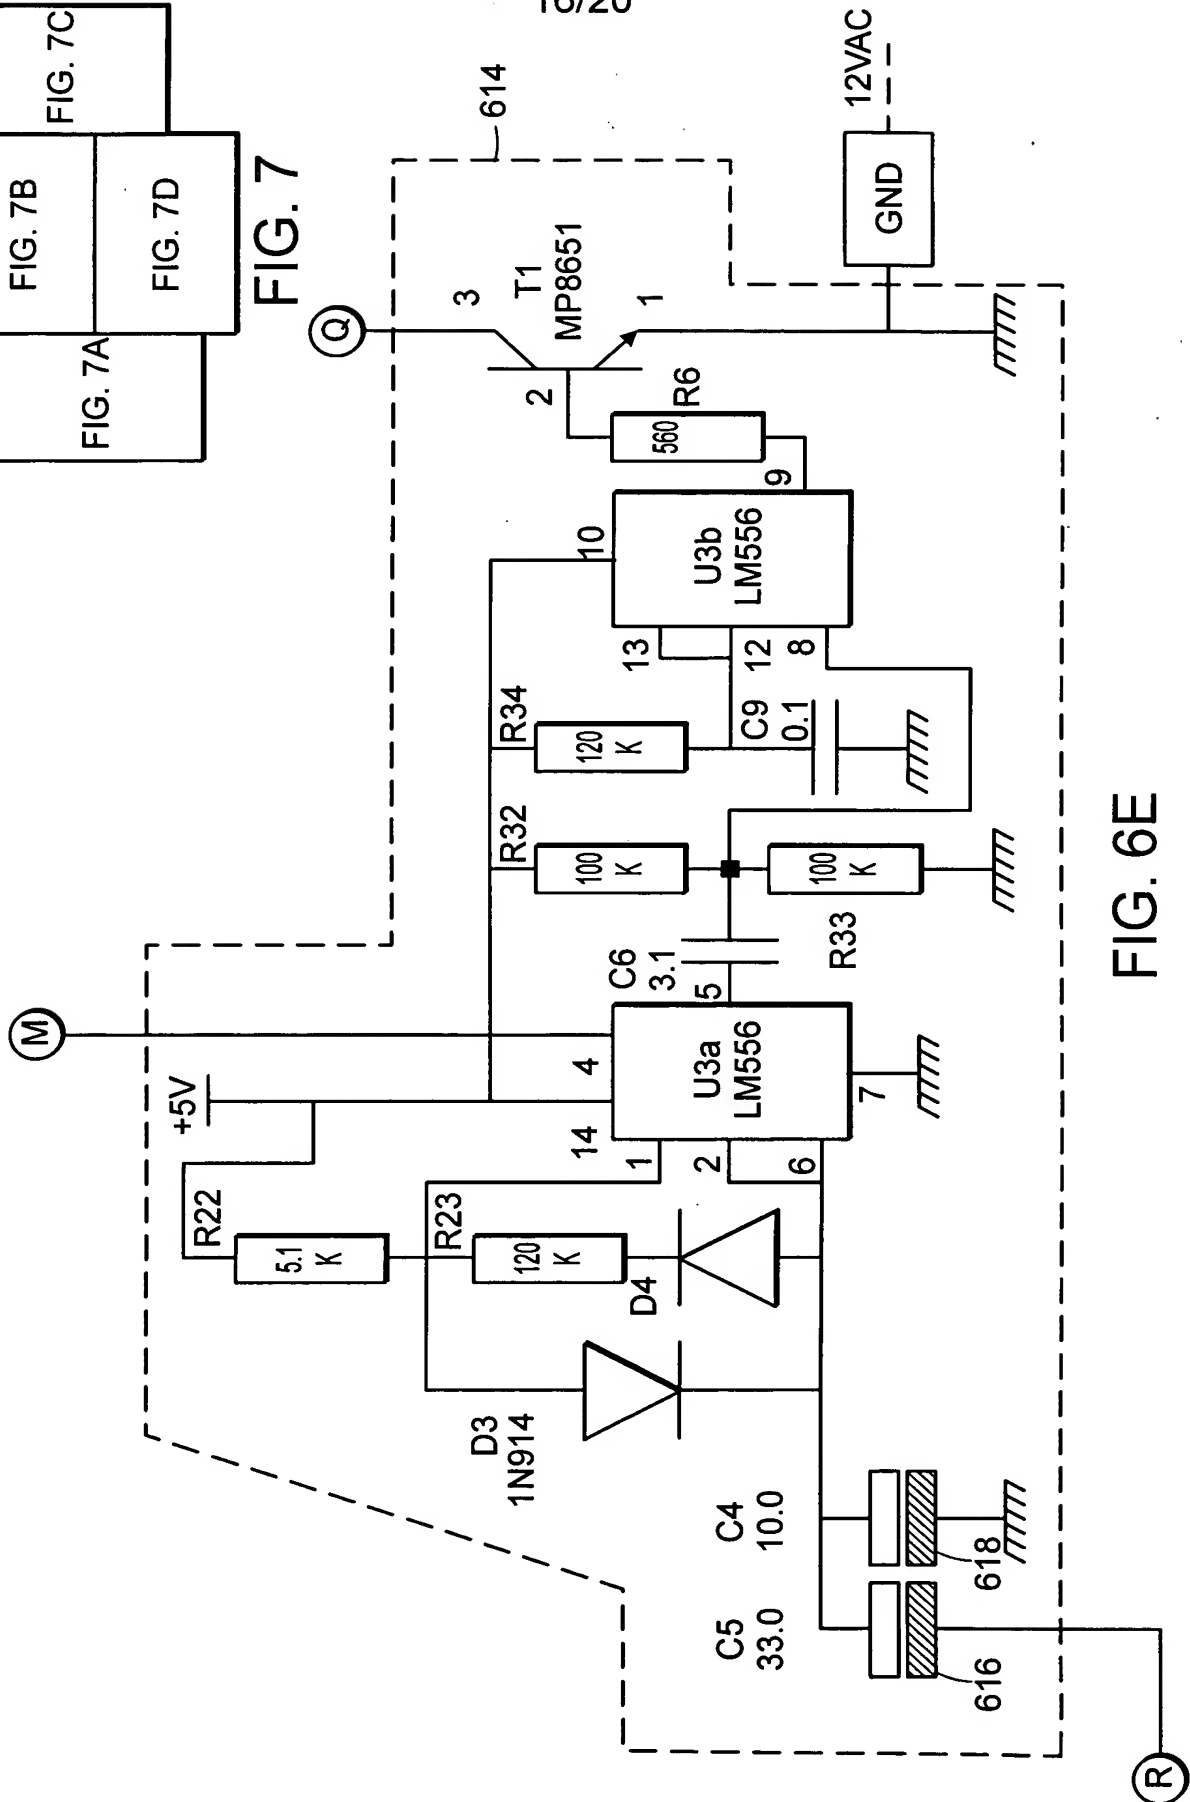 16/20
FIG. 7A
FIG. 7B
FIG. 7C
FIG. 7D
FIG. 7
M
Q
614
+5V
R22
5.1
K
R23
120
K
D4
D3
1N914
C5
33.0
C4
10.0
616
618
R
14
4
1
2
6
U3a
LM556
5
7
C6
3.1
R32
100
K
100
K
R33
R34
120
K
C9
0.1
13
12
8
10
U3b
LM556
9
560
R6
2
3
T1
MP8651
1
GND
12VAC
FIG. 6E